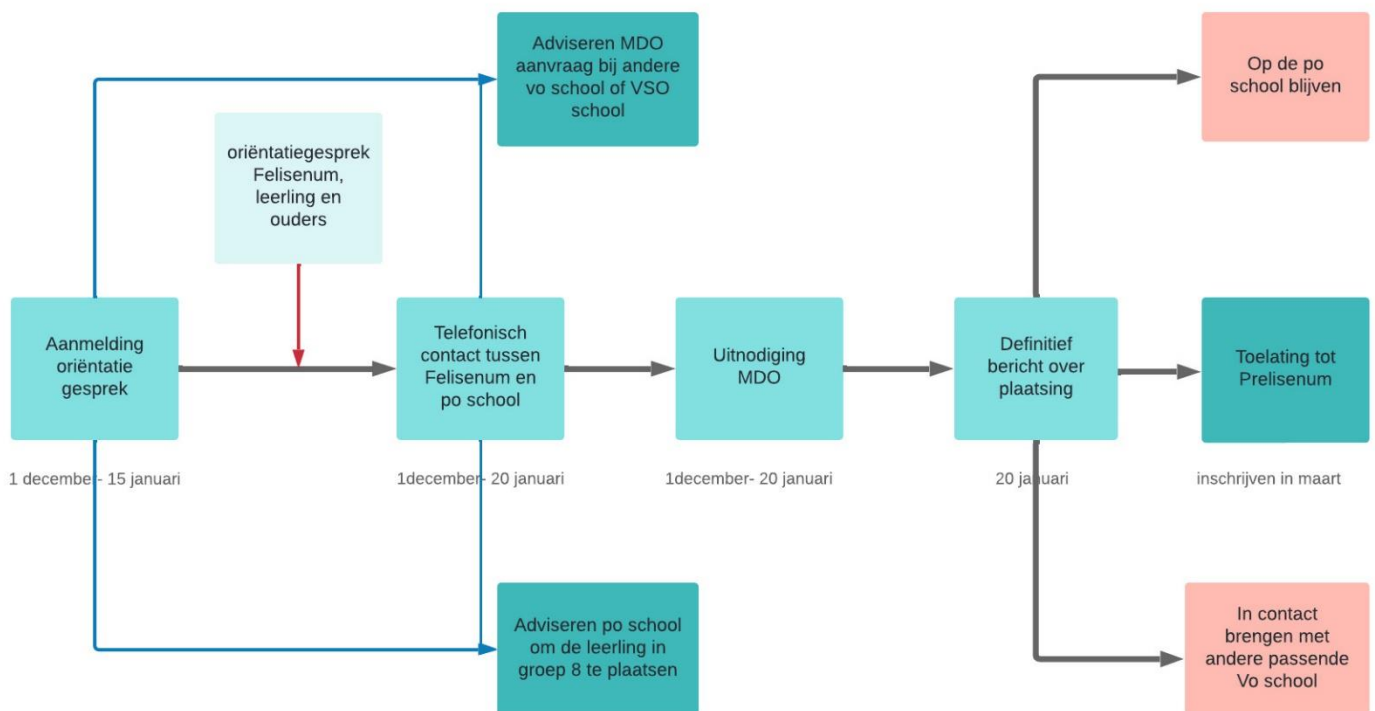 Adviseren MDO
aanvraag bij andere
vo school of VSO
school
Op de po
school blijven
oriëntatiegesprek
Felisenum,
leerling en
ouders
Aanmelding
oriëntatie
gesprek
Telefonisch
contact tussen
Felisenum en
po school
Uitnodiging
MDO
Definitief
bericht over
plaatsing
Toelating tot
Prelisenum
1 december- 15 januari
1december- 20 januari
1december- 20 januari
20 januari
inschrijven in maart
Adviseren po school
om de leerling in
groep 8 te plaatsen
In contact
brengen met
andere passende
Vo school